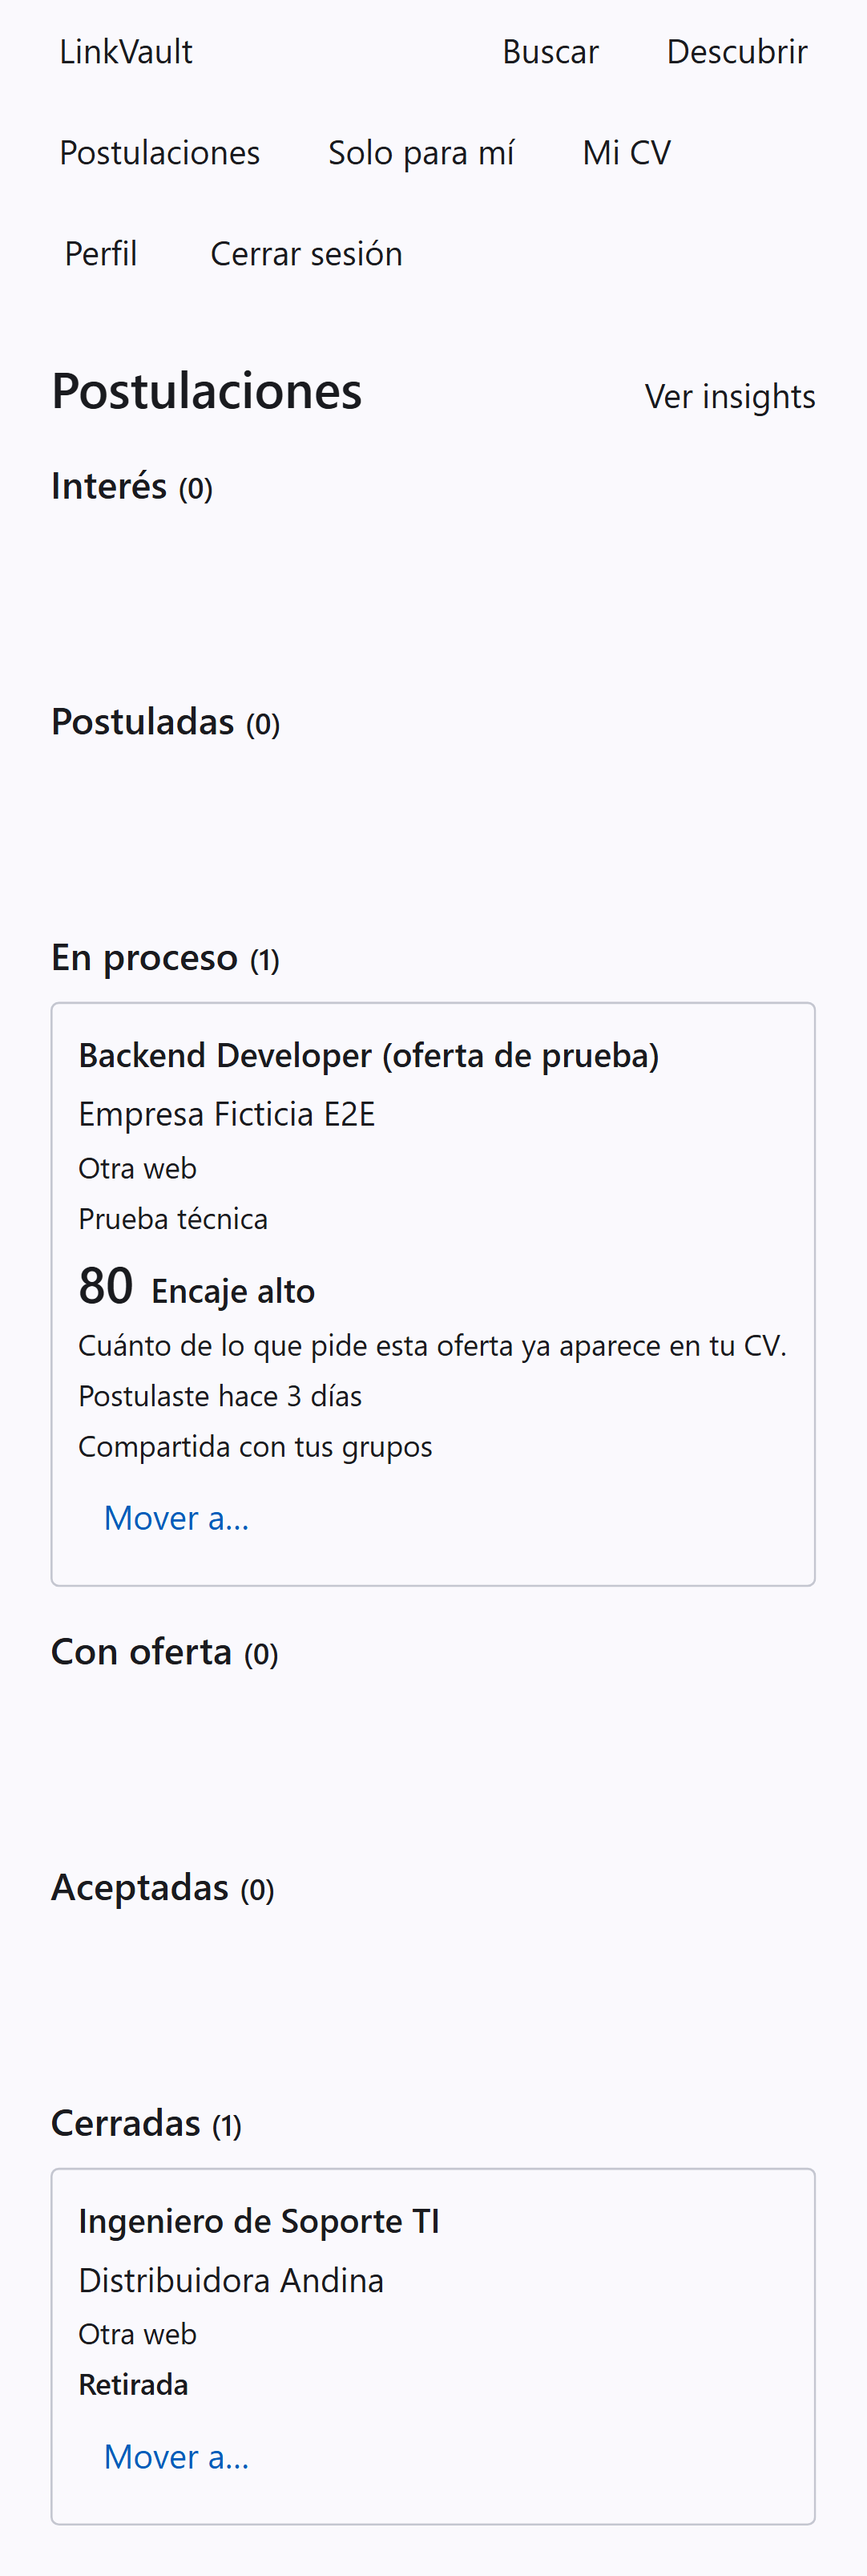 LinkVault Buscar Descubrir
Postulaciones Solo para mí Mi CV
Perfil Cerrar sesión
Postulaciones Ver insights
Interés (0)
Postuladas (0)
En proceso (1)
Backend Developer (oferta de prueba)
Empresa Ficticia E2E
Otra web
Prueba técnica
80 Encaje alto
Cuánto de lo que pide esta oferta ya aparece en tu CV.
Postulaste hace 3 días
Compartida con tus grupos
Mover a...
Con oferta (0)
Aceptadas (0)
Cerradas (1)
Ingeniero de Soporte TI
Distribuidora Andina
Otra web
Retirada
Mover a...